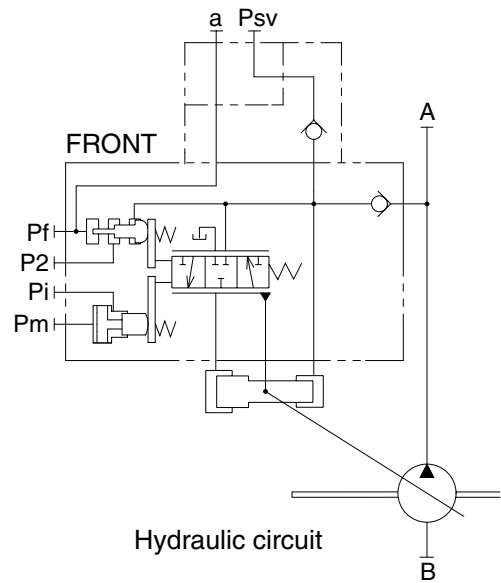 a Psv
A
FRONT
Pf
P2
Pi
Pm
Hydraulic circuit
B